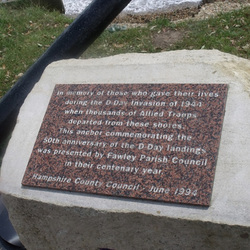 In memory of those who gave their lives
during the D-Day Invasion of 1944
when thousands of Allied Troops
departed from these shores.
This anchor commemorating the
50th anniversary of the D-Day landings
was presented by Fawley Parish Council
in their centenary year.
Hampshire County Council, June 1994